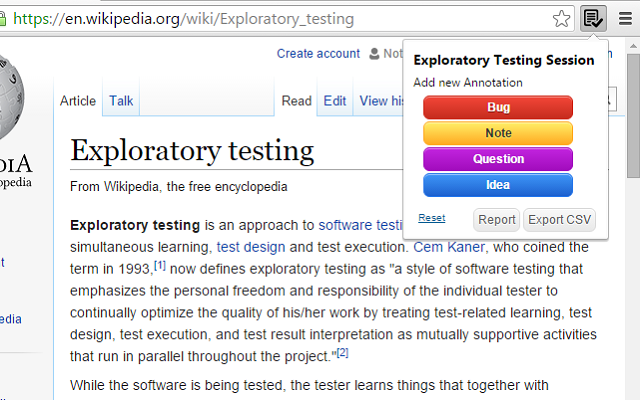 https://en.wikipedia.org/wiki/Exploratory_testing
Create account Not
Article Talk Read Edit View his
Exploratory Testing Session
Add new Annotation
Bug
Note
Question
Idea
Reset Report Export CSV
Exploratory testing
From Wikipedia, the free encyclopedia
Exploratory testing is an approach to software testi
simultaneous learning, test design and test execution. Cem Kaner, who coined the
term in 1993,[1] now defines exploratory testing as "a style of software testing that
emphasizes the personal freedom and responsibility of the individual tester to
continually optimize the quality of his/her work by treating test-related learning, test
design, test execution, and test result interpretation as mutually supportive activities
that run in parallel throughout the project."[2]
While the software is being tested, the tester learns things that together with